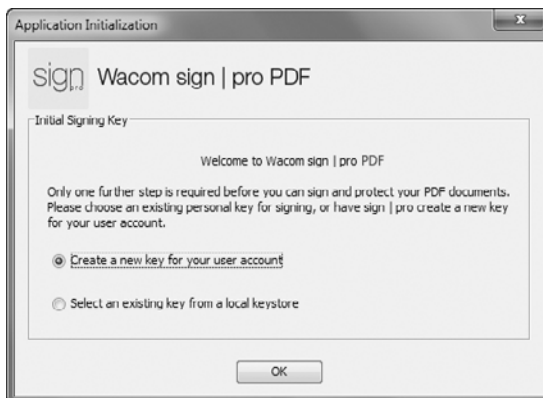 Application Initialization
x
sign
Wacom sign | pro PDF
Initial Signing Key
Welcome to Wacom sign | pro PDF
Only one further step is required before you can sign and protect your PDF documents.
Please choose an existing personal key for signing, or have sign | pro create a new key
for your user account.
Create a new key for your user account
Select an existing key from a local keystore
OK